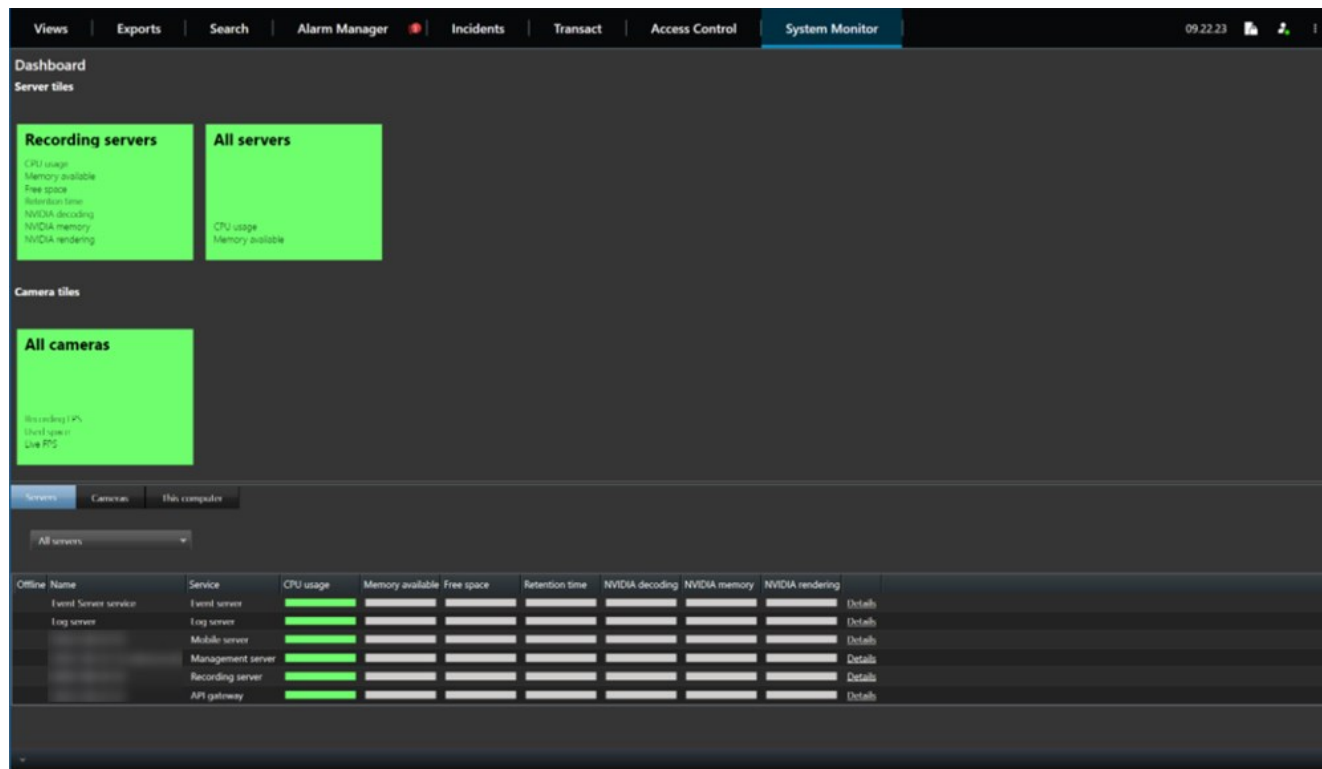 Views Exports Search Alarm Manager Incidents Transact Access Control System Monitor 09.22.23
Dashboard
Server tiles
Recording servers
CPU usage
Memory available
Free space
Retention time
NVIDIA decoding
NVIDIA memory
NVIDIA rendering
All servers
CPU usage
Memory available
Camera tiles
All cameras
Recording FPS
Used space
Live FPS
Servers Cameras This computer
All servers
Offline Name Service CPU usage Memory available Free space Retention time NVIDIA decoding NVIDIA memory NVIDIA rendering
Event Server service Event server Details
Log server Log server Details
Mobile server Details
Management server Details
Recording server Details
API gateway Details